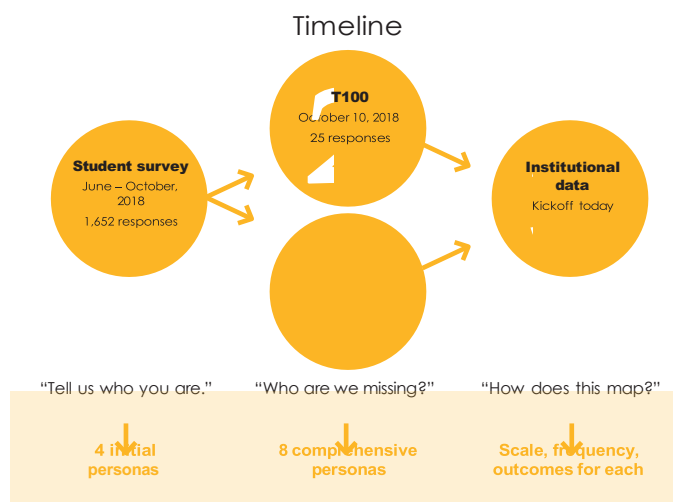 Timeline
T100
October 10, 2018
25 responses
Student survey
June – October,
2018
1,652 responses
Institutional
data
Kickoff today
“Tell us who you are.”
“Who are we missing?”
“How does this map?”
4 initial
personas
8 comprehensive
personas
Scale, frequency,
outcomes for each